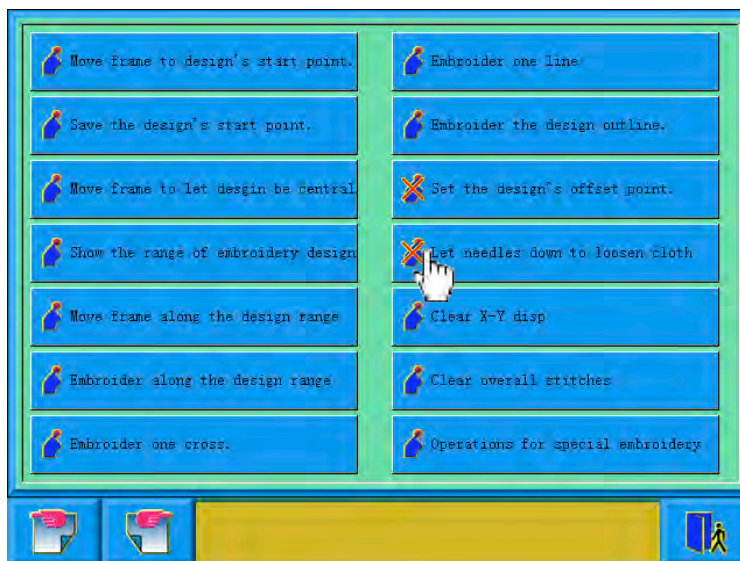 Move frame to design's start point.
Save the design's start point.
Move frame to let desgin be central
Show the range of embroidery design
Move frame along the design range
Embroider along the design range
Embroider one cross.
Embroider one line
Embroider the design outline.
Set the design's offset point.
Let needles down to loosen cloth
Clear X-Y disp
Clear overall stitches
Operations for special embroidery